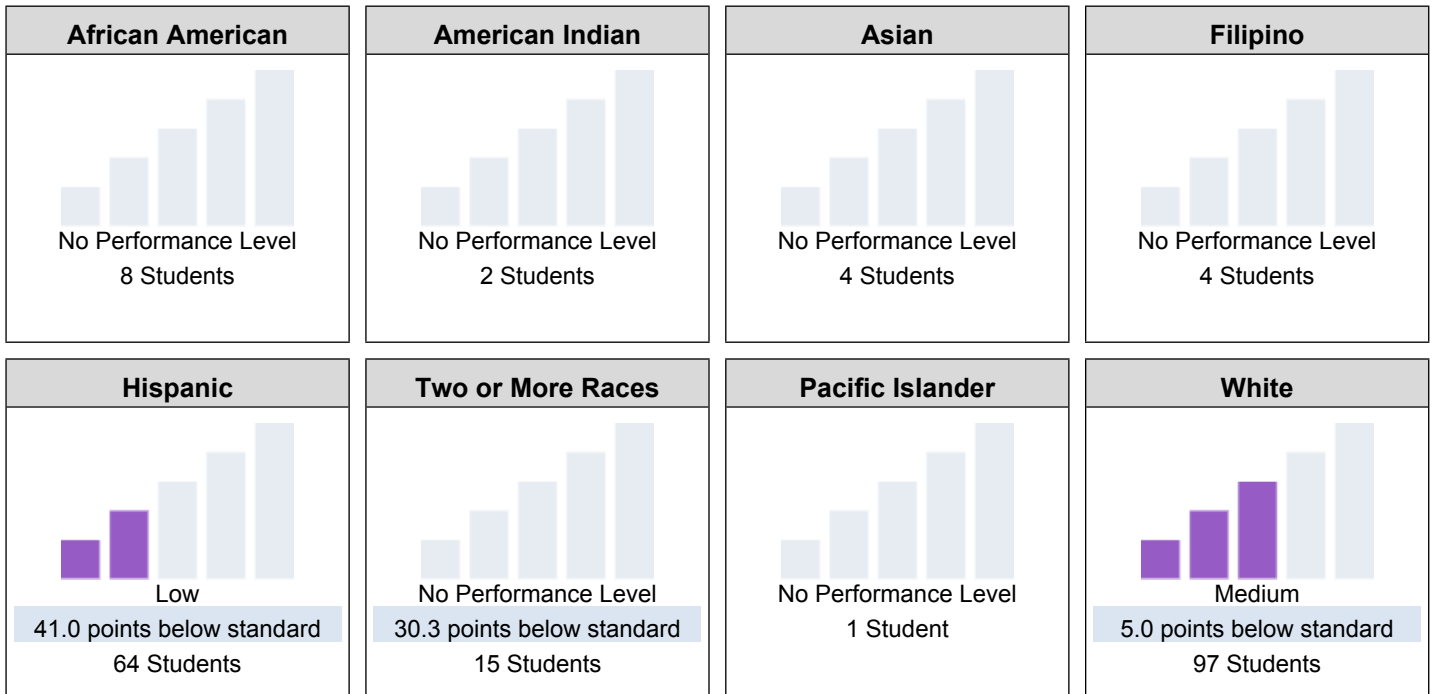 African American
No Performance Level
8 Students
American Indian
No Performance Level
2 Students
Asian
No Performance Level
4 Students
Filipino
No Performance Level
4 Students
Hispanic
Low
41.0 points below standard
64 Students
Two or More Races
No Performance Level
30.3 points below standard
15 Students
Pacific Islander
No Performance Level
1 Student
White
Medium
5.0 points below standard
97 Students